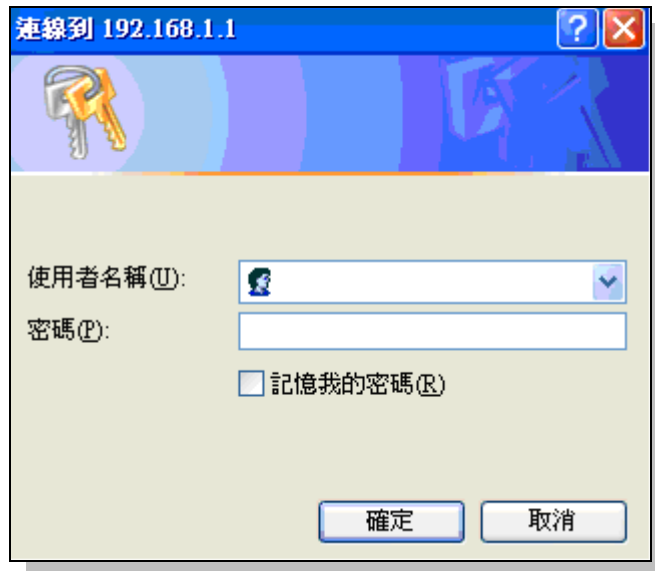 連線到 192.168.1.1
使用者名稱(U):
密碼(P):
記憶我的密碼(R)
確定
取消